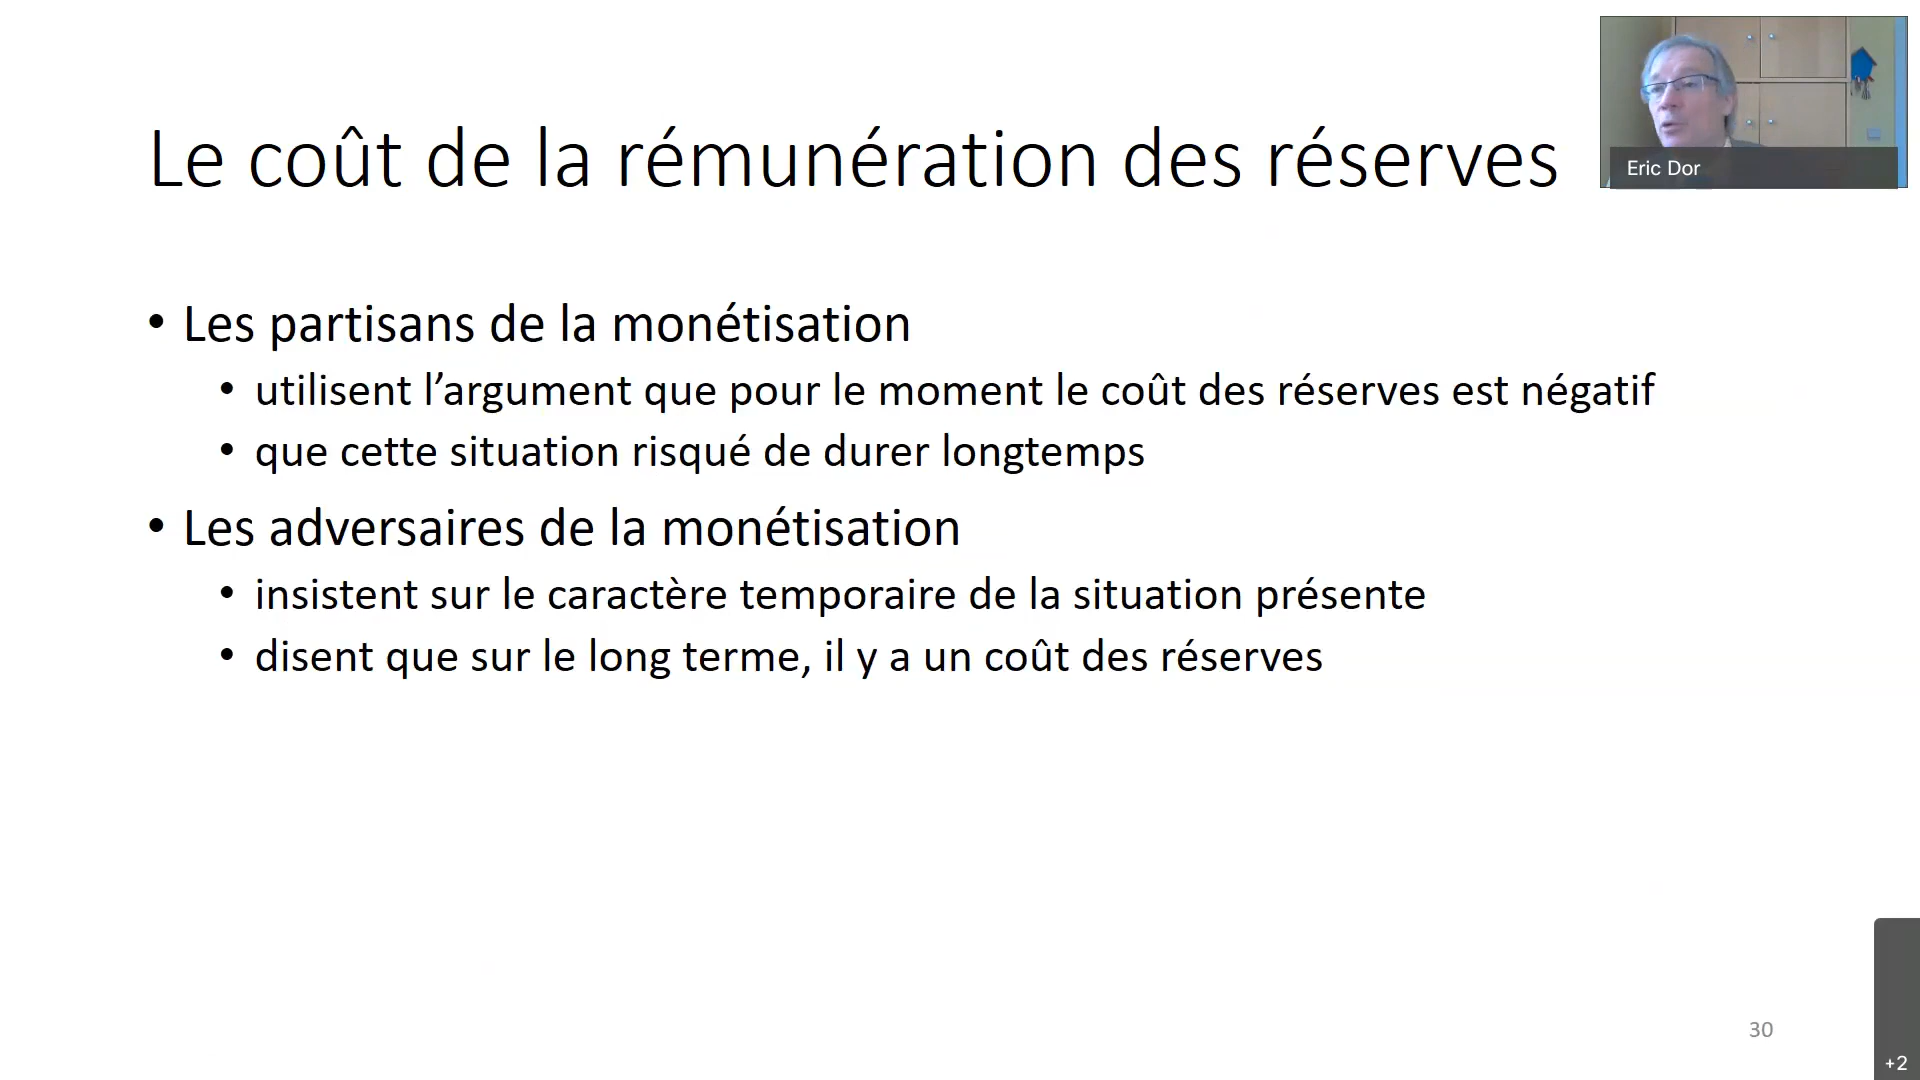 Le coût de la rémunération des réserves
Eric Dor
• Les partisans de la monétisation
• utilisent l’argument que pour le moment le coût des réserves est négatif
• que cette situation risqué de durer longtemps
• Les adversaires de la monétisation
• insistent sur le caractère temporaire de la situation présente
• disent que sur le long terme, il y a un coût des réserves
30
+2